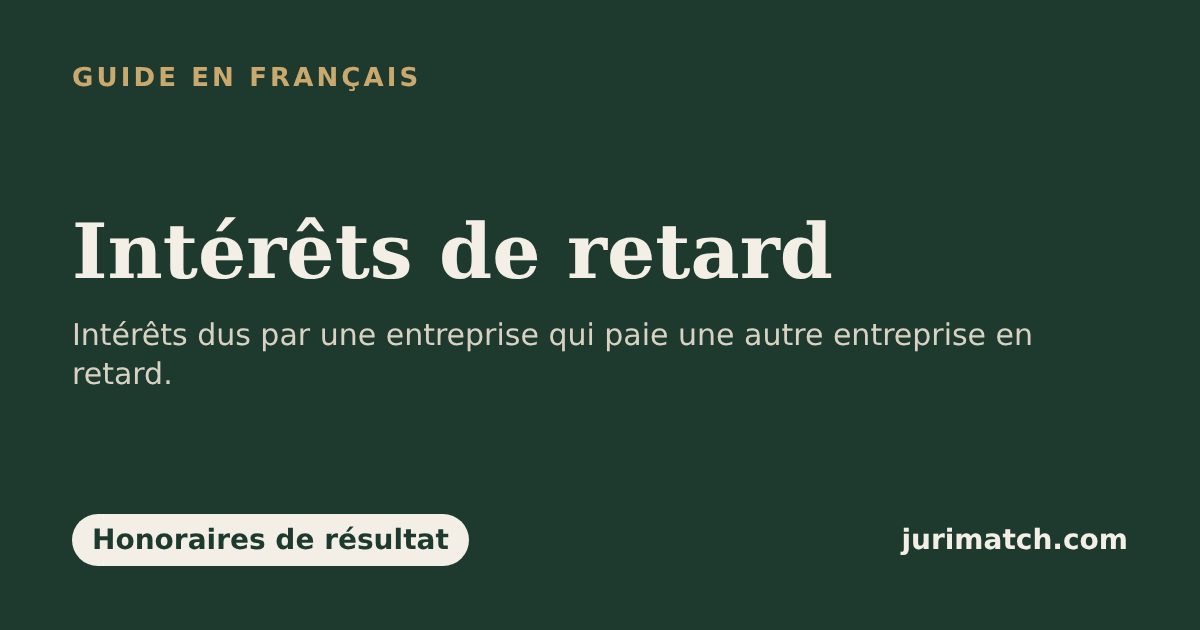 GUIDE EN FRANÇAIS
Intérêts de retard
Intérêts dus par une entreprise qui paie une autre entreprise en
retard.
Honoraires de résultat
jurimatch.com